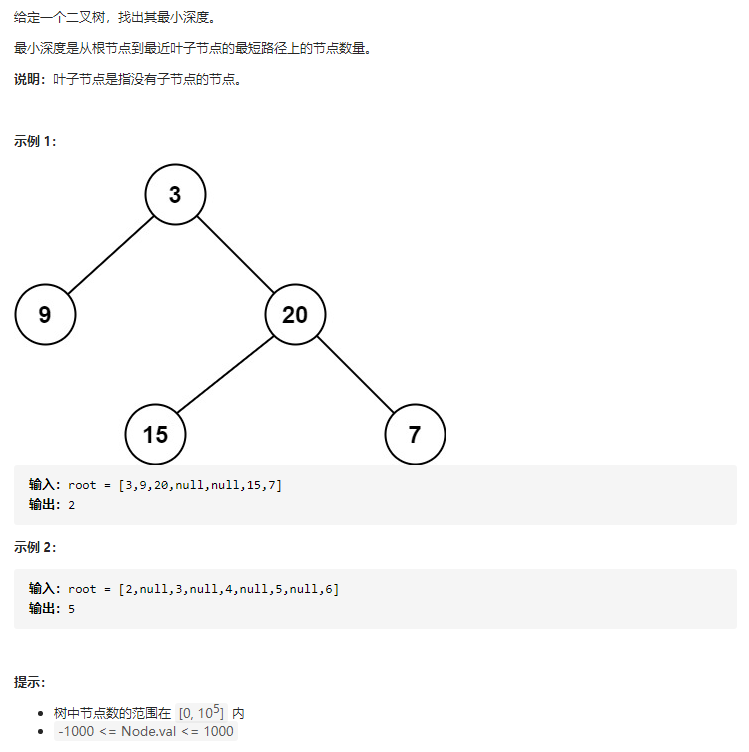 给定一个二叉树，找出其最小深度。
最小深度是从根节点到最近叶子节点的最短路径上的节点数量。
说明：叶子节点是指没有子节点的节点。
示例 1：
3
9
20
15
7
输入：root = [3,9,20,null,null,15,7]
输出：2
示例 2：
输入：root = [2,null,3,null,4,null,5,null,6]
输出：5
提示：
• 树中节点数的范围在 [0, 10⁵] 内
• -1000 <= Node.val <= 1000